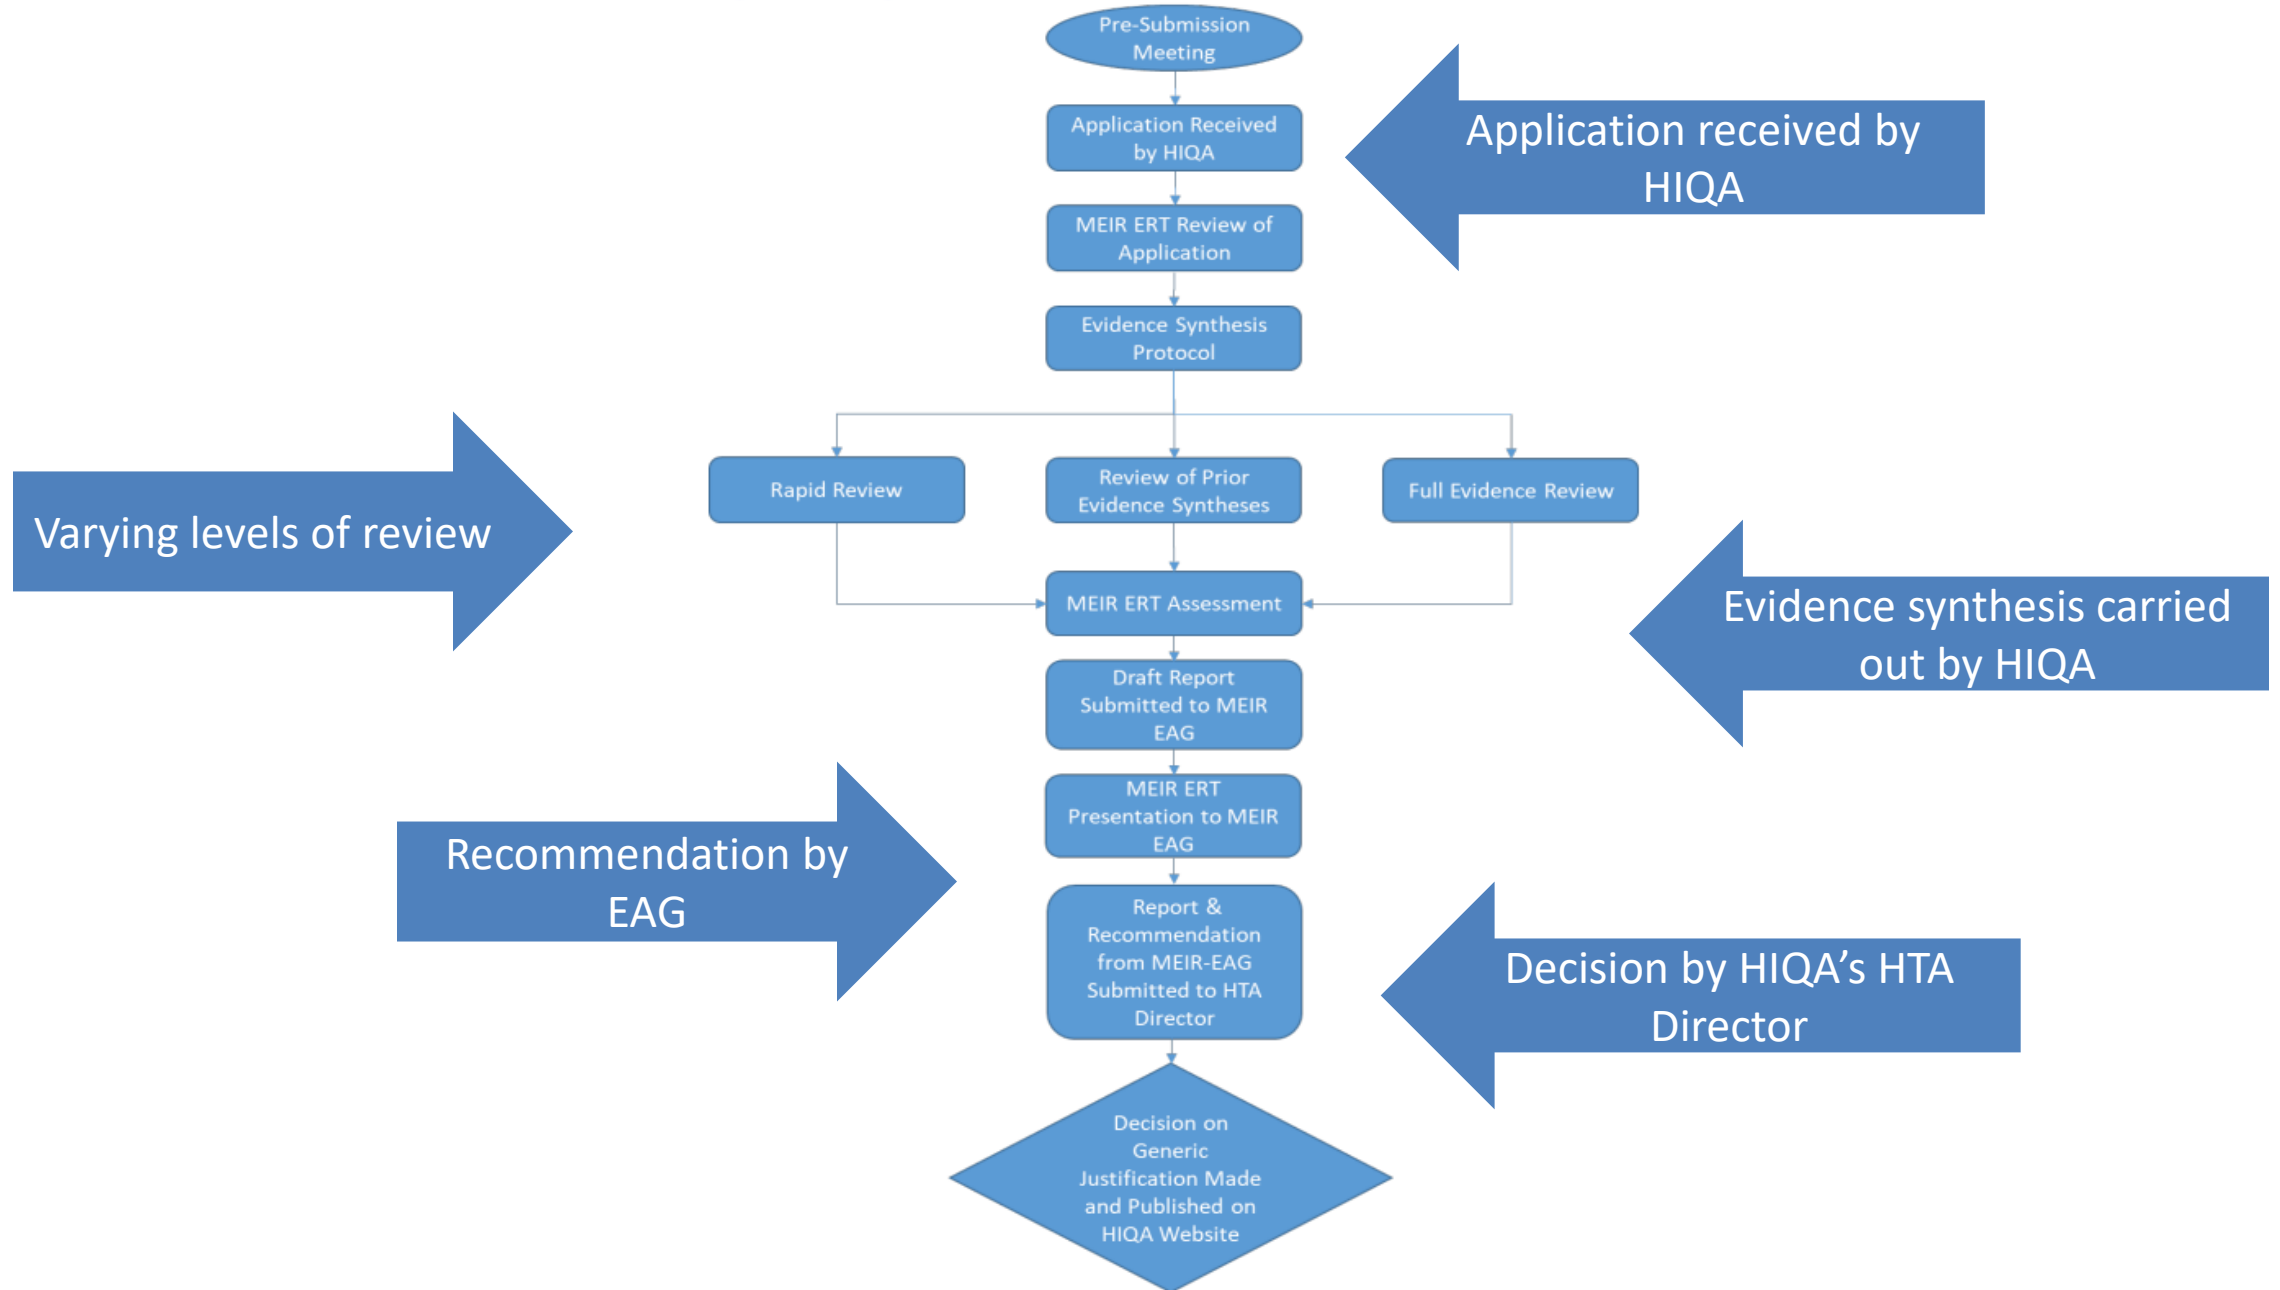 Pre-Submission
Meeting
Application Received
by HIQA
Application received by
HIQA
MEIR ERT Review of
Application
Evidence Synthesis
Protocol
Varying levels of review
Rapid Review
Review of Prior
Evidence Syntheses
Full Evidence Review
MEIR ERT Assessment
Evidence synthesis carried
out by HIQA
Draft Report
Submitted to MEIR
EAG
MEIR ERT
Presentation to MEIR
EAG
Recommendation by
EAG
Report &
Recommendation
from MEIR-EAG
Submitted to HTA
Director
Decision by HIQA’s HTA
Director
Decision on
Generic
Justification Made
and Published on
HIQA Website